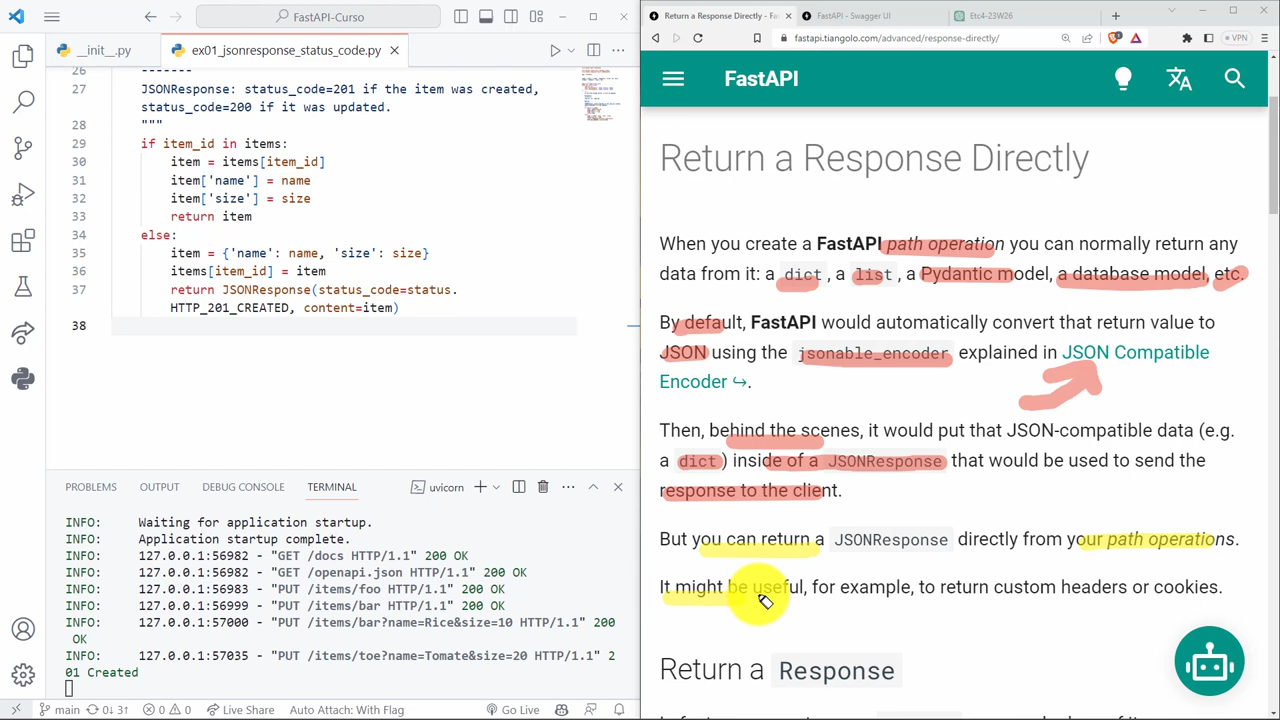 FastAPI-Curso
__init__.py
ex01_jsonresponse_status_code.py
26
-------
27
JSONResponse: status_code=201 if the item was created,
status_code=200 if it was updated.
28
"""
29
if item_id in items:
30
item = items[item_id]
31
item['name'] = name
32
item['size'] = size
33
return item
34
else:
35
item = {'name': name, 'size': size}
36
items[item_id] = item
37
return JSONResponse(status_code=status.
HTTP_201_CREATED, content=item)
38
PROBLEMS OUTPUT DEBUG CONSOLE TERMINAL uvicorn
INFO: Waiting for application startup.
INFO: Application startup complete.
INFO: 127.0.0.1:56982 - "GET /docs HTTP/1.1" 200 OK
INFO: 127.0.0.1:56982 - "GET /openapi.json HTTP/1.1" 200 OK
INFO: 127.0.0.1:56983 - "PUT /items/foo HTTP/1.1" 200 OK
INFO: 127.0.0.1:56999 - "PUT /items/bar HTTP/1.1" 200 OK
INFO: 127.0.0.1:57000 - "PUT /items/bar?name=Rice&size=10 HTTP/1.1" 200
OK
INFO: 127.0.0.1:57035 - "PUT /items/toe?name=Tomate&size=20 HTTP/1.1" 2
01 Created
main 0↓ 3↑ 0 0 Live Share Auto Attach: With Flag Go Live
Return a Response Directly - Fas
FastAPI - Swagger UI
Etc4-23W26
fastapi.tiangolo.com/advanced/response-directly/
VPN
FastAPI
Return a Response Directly
When you create a FastAPI path operation you can normally return any
data from it: a dict, a list, a Pydantic model, a database model, etc.
By default, FastAPI would automatically convert that return value to
JSON using the jsonable_encoder explained in JSON Compatible
Encoder ↪.
Then, behind the scenes, it would put that JSON-compatible data (e.g.
a dict) inside of a JSONResponse that would be used to send the
response to the client.
But you can return a JSONResponse directly from your path operations.
It might be useful, for example, to return custom headers or cookies.
Return a Response